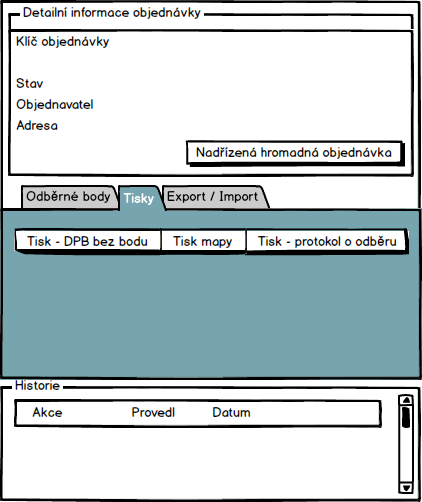 Detailní informace objednávky
Klíč objednávky
Stav
Objednavatel
Adresa
Nadřízená hromadná objednávka
Odběrné body Tisky Export / Import
Tisk - DPB bez bodu Tisk mapy Tisk - protokol o odběru
Historie
Akce Provedl Datum